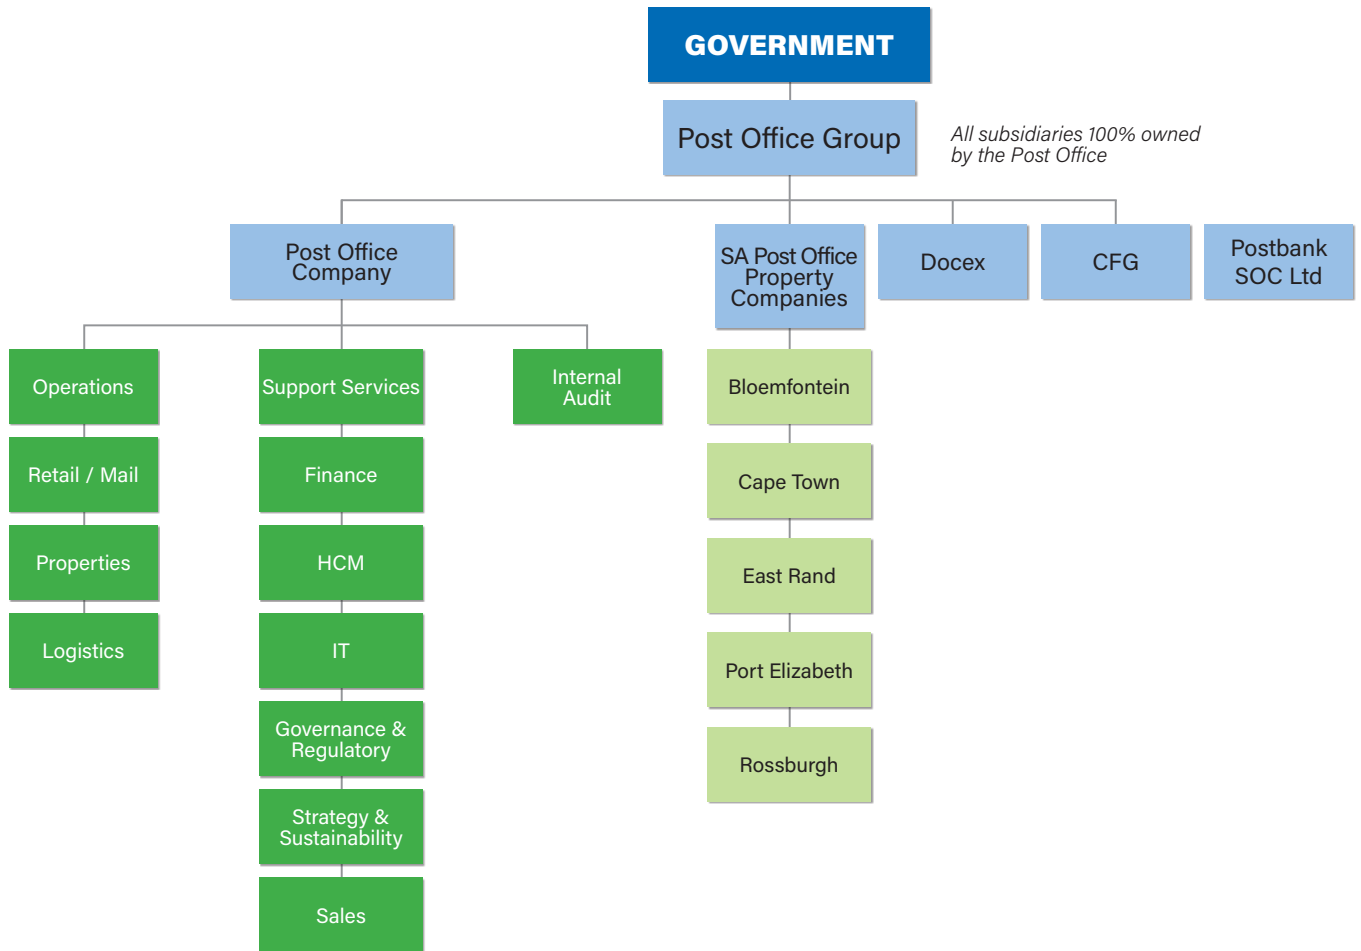 GOVERNMENT
Post Office Group
All subsidiaries 100% owned
by the Post Office
Post Office
Company
SA Post Office
Property
Companies
Docex
CFG
Postbank
SOC Ltd
Operations
Retail / Mail
Properties
Logistics
Support Services
Finance
HCM
IT
Governance &
Regulatory
Strategy &
Sustainability
Sales
Internal
Audit
Bloemfontein
Cape Town
East Rand
Port Elizabeth
Rossburgh